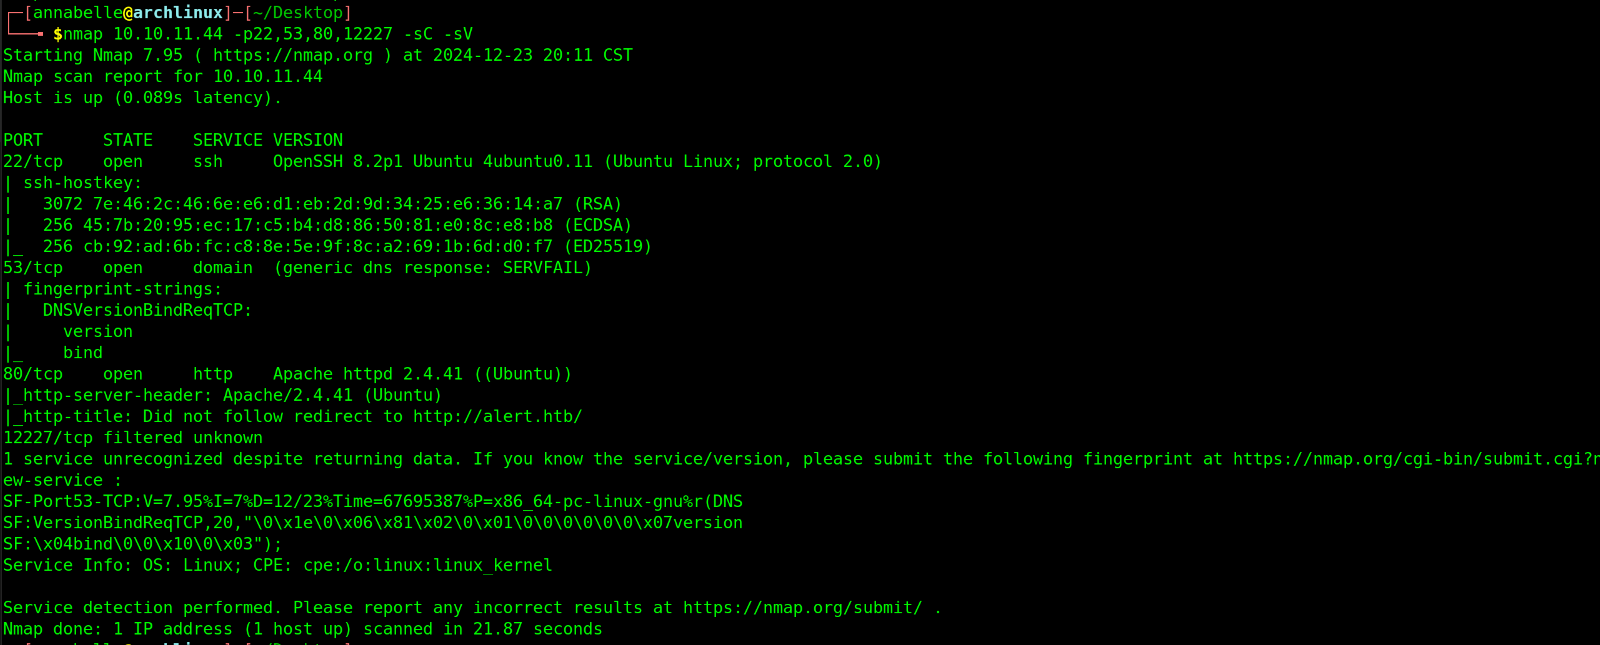 ┌─[annabelle@archlinux]─[~/Desktop]
└──╼ $nmap 10.10.11.44 -p22,53,80,12227 -sC -sV
Starting Nmap 7.95 ( https://nmap.org ) at 2024-12-23 20:11 CST
Nmap scan report for 10.10.11.44
Host is up (0.089s latency).
PORT      STATE    SERVICE VERSION
22/tcp    open     ssh     OpenSSH 8.2p1 Ubuntu 4ubuntu0.11 (Ubuntu Linux; protocol 2.0)
| ssh-hostkey:
|   3072 7e:46:2c:46:6e:e6:d1:eb:2d:9d:34:25:e6:36:14:a7 (RSA)
|   256 45:7b:20:95:ec:17:c5:b4:d8:86:50:81:e0:8c:e8:b8 (ECDSA)
|_  256 cb:92:ad:6b:fc:c8:8e:5e:9f:8c:a2:69:1b:6d:d0:f7 (ED25519)
53/tcp    open     domain  (generic dns response: SERVFAIL)
| fingerprint-strings:
|   DNSVersionBindReqTCP:
|     version
|_    bind
80/tcp    open     http    Apache httpd 2.4.41 ((Ubuntu))
|_http-server-header: Apache/2.4.41 (Ubuntu)
|_http-title: Did not follow redirect to http://alert.htb/
12227/tcp filtered unknown
1 service unrecognized despite returning data. If you know the service/version, please submit the following fingerprint at https://nmap.org/cgi-bin/submit.cgi?n
ew-service :
SF-Port53-TCP:V=7.95%I=7%D=12/23%Time=67695387%P=x86_64-pc-linux-gnu%r(DNS
SF:VersionBindReqTCP,20,"\0\x1e\0\x06\x81\x02\0\x01\0\0\0\0\0\0\x07version
SF:\x04bind\0\0\x10\0\x03");
Service Info: OS: Linux; CPE: cpe:/o:linux:linux_kernel
Service detection performed. Please report any incorrect results at https://nmap.org/submit/ .
Nmap done: 1 IP address (1 host up) scanned in 21.87 seconds